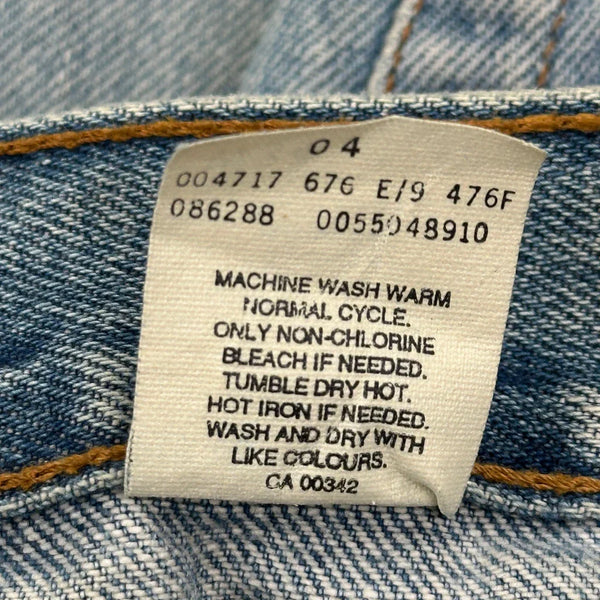 04
004717 676 E/9 476F
086288 0055048910
MACHINE WASH WARM
NORMAL CYCLE.
ONLY NON-CHLORINE
BLEACH IF NEEDED.
TUMBLE DRY HOT.
HOT IRON IF NEEDED.
WASH AND DRY WITH
LIKE COLOURS.
CA 00342